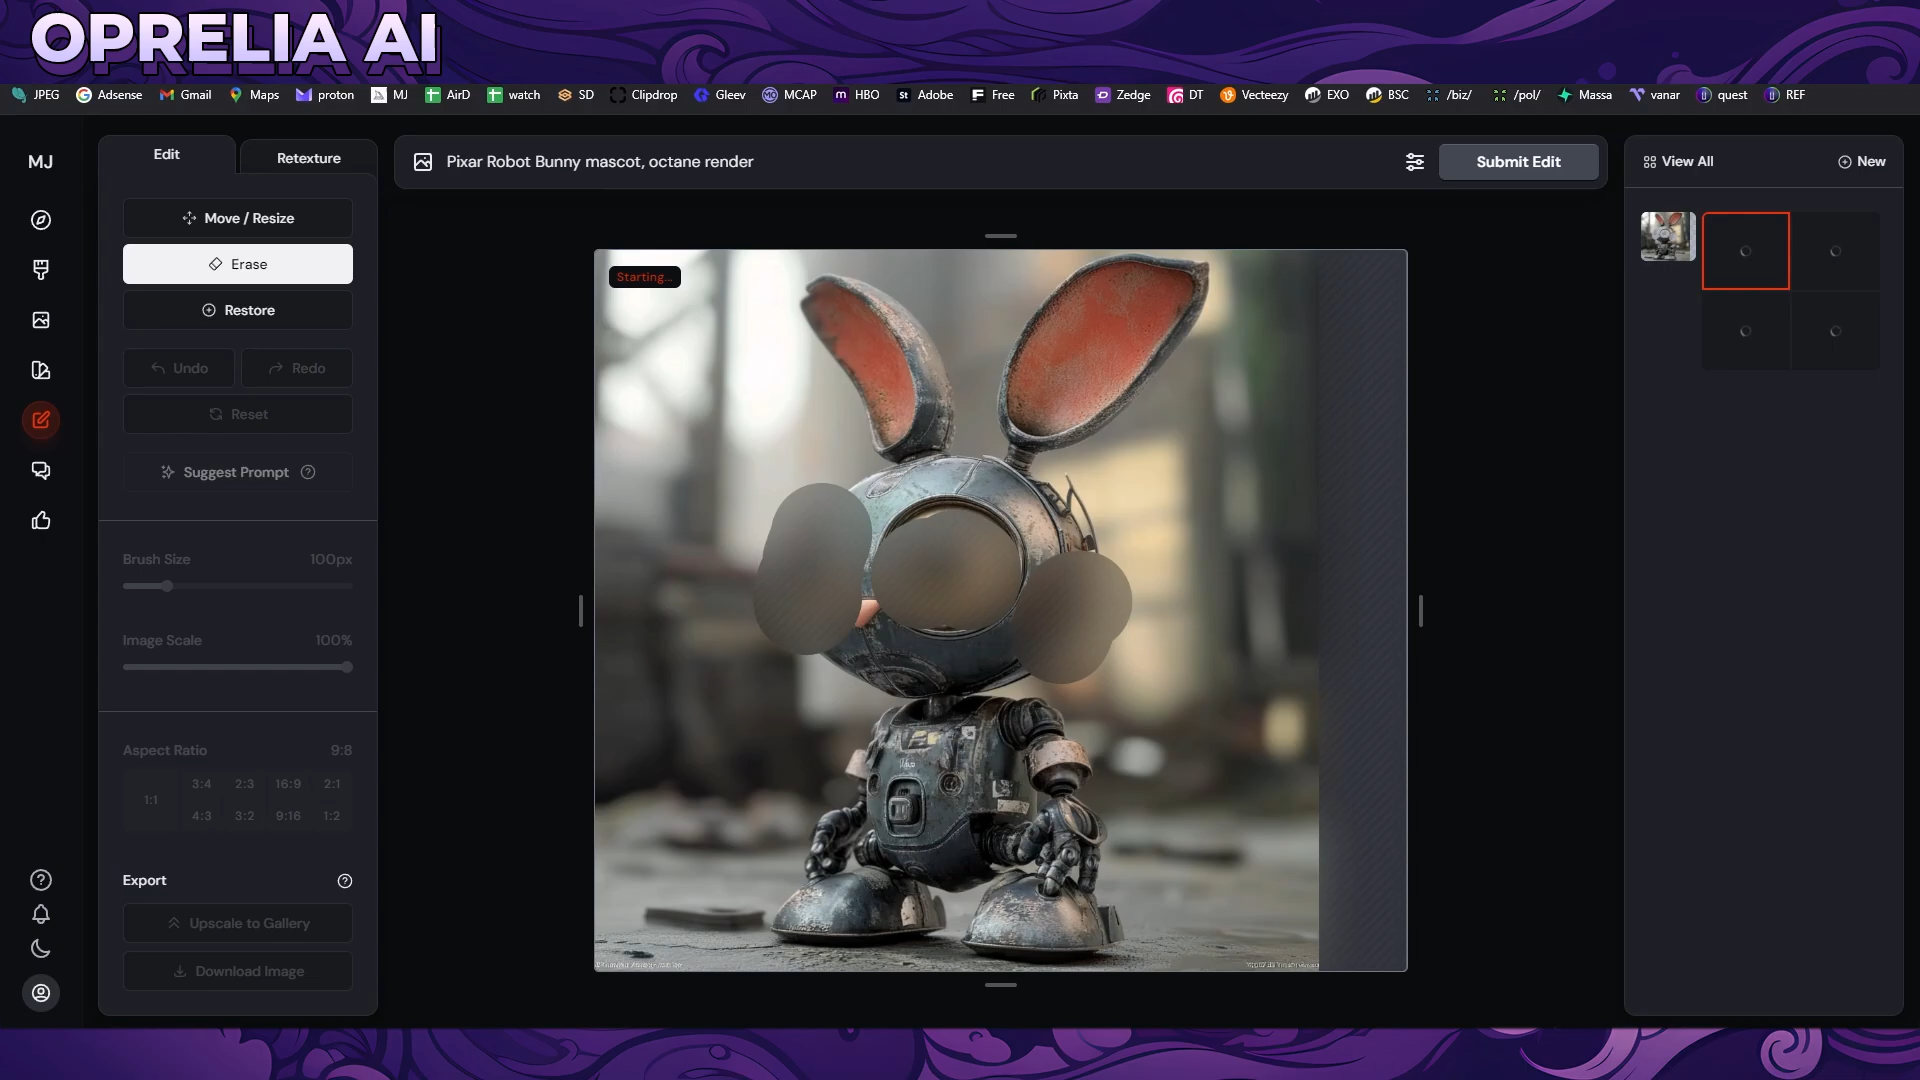 OPRELIA AI
JPEG Adsense Gmail Maps proton MJ AirD watch SD Clipdrop Gleev MCAP HBO Adobe Free Pixta Zedge DT Vecteezy EXO BSC /biz/ /pol/ Massa vanar quest REF
MJ
Edit Retexture
Pixar Robot Bunny mascot, octane render
Submit Edit
View All New
Move / Resize
Erase
Restore
Undo Redo
Reset
Suggest Prompt
Brush Size 100px
Image Scale 100%
Aspect Ratio 9:8
1:1 3:4 2:3 16:9 2:1
4:3 3:2 9:16 1:2
Export
Upscale to Gallery
Download Image
Starting...